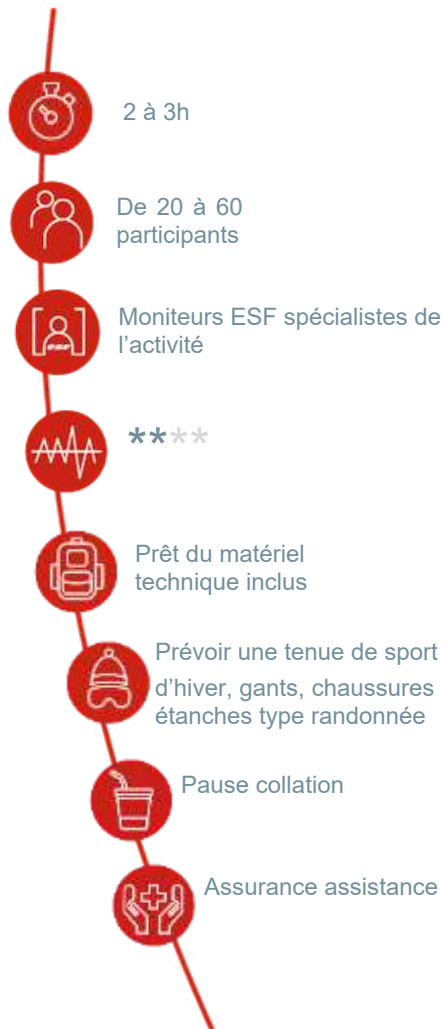 2 à 3h
De 20 à 60
participants
esf
Moniteurs ESF spécialistes de
l'activité
****
Prêt du matériel
technique inclus
Prévoir une tenue de sport
d'hiver, gants, chaussures
étanches type randonnée
Pause collation
Assurance assistance